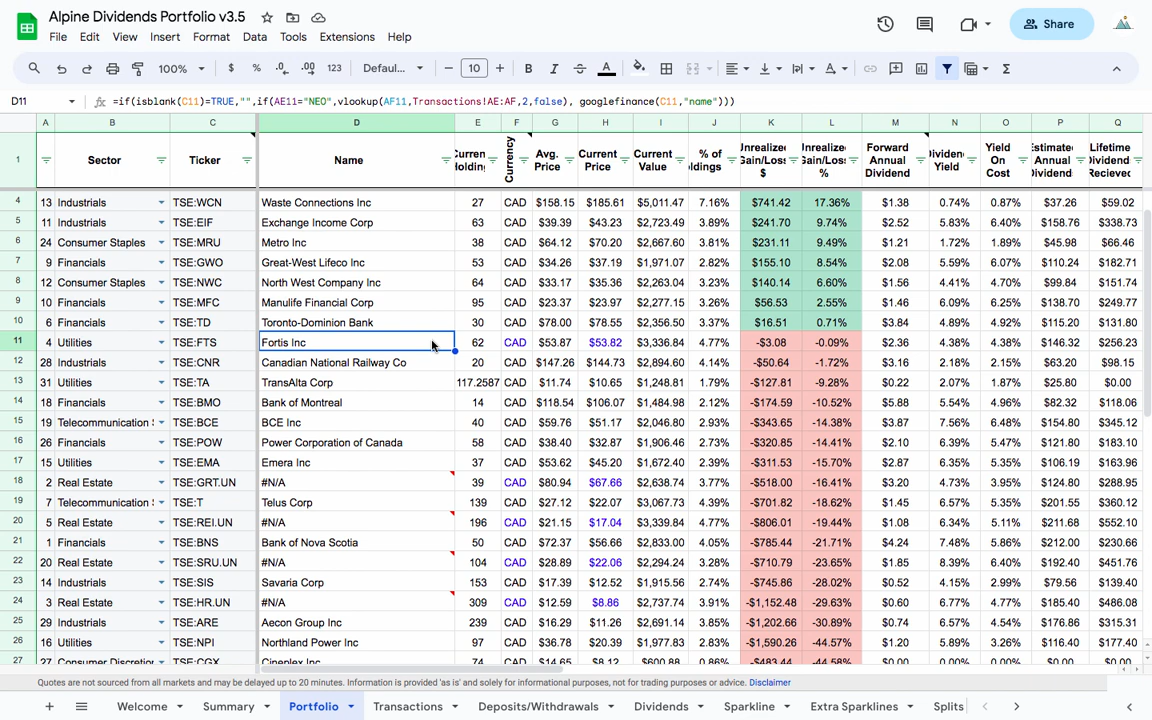 Alpine Dividends Portfolio v3.5
File Edit View Insert Format Data Tools Extensions Help
Share
100% $ % .0 .00 123 Defaul... 10 B I A Σ
D11 =if(isblank(C11)=TRUE,"",if(AE11="NEO",vlookup(AF11,Transactions!AE:AF,2,false), googlefinance(C11,"name")))
A B C D E F G H I J K L M N O P Q
1 Sector Ticker Name Currency Avg. Price Current Price Current Value % of Forward Annual Dividend Yield On Cost Annual Lifetime
4 13 Industrials TSE:WCN Waste Connections Inc 27 CAD $158.15 $185.61 $5,011.47 7.16% $741.42 17.36% $1.38 0.74% 0.87% $37.26 $59.02
5 11 Industrials TSE:EIF Exchange Income Corp 63 CAD $39.39 $43.23 $2,723.49 3.89% $241.70 9.74% $2.52 5.83% 6.40% $158.76 $338.73
6 24 Consumer Staples TSE:MRU Metro Inc 38 CAD $64.12 $70.20 $2,667.60 3.81% $231.11 9.49% $1.21 1.72% 1.89% $45.98 $66.46
7 9 Financials TSE:GWO Great-West Lifeco Inc 53 CAD $34.26 $37.19 $1,971.07 2.82% $155.10 8.54% $2.08 5.59% 6.07% $110.24 $182.71
8 12 Consumer Staples TSE:NWC North West Company Inc 64 CAD $33.17 $35.36 $2,263.04 3.23% $140.14 6.60% $1.56 4.41% 4.70% $99.84 $151.74
9 10 Financials TSE:MFC Manulife Financial Corp 95 CAD $23.37 $23.97 $2,277.15 3.26% $56.53 2.55% $1.46 6.09% 6.25% $138.70 $249.77
10 6 Financials TSE:TD Toronto-Dominion Bank 30 CAD $78.00 $78.55 $2,356.50 3.37% $16.51 0.71% $3.84 4.89% 4.92% $115.20 $131.80
11 4 Utilities TSE:FTS Fortis Inc 62 CAD $53.87 $53.82 $3,336.84 4.77% -$3.08 -0.09% $2.36 4.38% 4.38% $146.32 $256.23
12 28 Industrials TSE:CNR Canadian National Railway Co 20 CAD $147.26 $144.73 $2,894.60 4.14% -$50.64 -1.72% $3.16 2.18% 2.15% $63.20 $98.15
13 31 Utilities TSE:TA TransAlta Corp 117.2587 CAD $11.74 $10.65 $1,248.81 1.79% -$127.81 -9.28% $0.22 2.07% 1.87% $25.80 $0.00
14 18 Financials TSE:BMO Bank of Montreal 14 CAD $118.54 $106.07 $1,484.98 2.12% -$174.59 -10.52% $5.88 5.54% 4.96% $82.32 $118.06
15 19 Telecommunication TSE:BCE BCE Inc 40 CAD $59.76 $51.17 $2,046.80 2.93% -$343.65 -14.38% $3.87 7.56% 6.48% $154.80 $345.12
16 26 Financials TSE:POW Power Corporation of Canada 58 CAD $38.40 $32.87 $1,906.46 2.73% -$320.85 -14.41% $2.10 6.39% 5.47% $121.80 $183.10
17 15 Utilities TSE:EMA Emera Inc 37 CAD $53.62 $45.20 $1,672.40 2.39% -$311.53 -15.70% $2.87 6.35% 5.35% $106.19 $163.96
18 2 Real Estate TSE:GRT.UN #N/A 39 CAD $80.94 $67.66 $2,638.74 3.77% -$518.00 -16.41% $3.20 4.73% 3.95% $124.80 $288.95
19 7 Telecommunication TSE:T Telus Corp 139 CAD $27.12 $22.07 $3,067.73 4.39% -$701.82 -18.62% $1.45 6.57% 5.35% $201.55 $360.12
20 5 Real Estate TSE:REI.UN #N/A 196 CAD $21.15 $17.04 $3,339.84 4.77% -$806.01 -19.44% $1.08 6.34% 5.11% $211.68 $552.10
21 1 Financials TSE:BNS Bank of Nova Scotia 50 CAD $72.37 $56.66 $2,833.00 4.05% -$785.44 -21.71% $4.24 7.48% 5.86% $212.00 $230.66
22 20 Real Estate TSE:SRU.UN #N/A 104 CAD $28.89 $22.06 $2,294.24 3.28% -$710.79 -23.65% $1.85 8.39% 6.40% $192.40 $451.76
23 14 Industrials TSE:SIS Savaria Corp 153 CAD $17.39 $12.52 $1,915.56 2.74% -$745.86 -28.02% $0.52 4.15% 2.99% $79.56 $139.40
24 3 Real Estate TSE:HR.UN #N/A 309 CAD $12.59 $8.86 $2,737.74 3.91% -$1,152.48 -29.63% $0.60 6.77% 4.77% $185.40 $486.08
25 29 Industrials TSE:ARE Aecon Group Inc 239 CAD $16.29 $11.26 $2,691.14 3.85% -$1,202.66 -30.89% $0.74 6.57% 4.54% $176.86 $315.31
26 16 Utilities TSE:NPI Northland Power Inc 97 CAD $36.78 $20.39 $1,977.83 2.83% -$1,590.26 -44.57% $1.20 5.89% 3.26% $116.40 $177.40
27 27 Consumer Discretion TSE:CGX Cineplex Inc 74 CAD $14.65 $8.12 $600.88 0.86% -$483.44 -44.58% $0.00 0.00% 0.00% $0.00 $0.00
Quotes are not sourced from all markets and may be delayed up to 20 minutes. Information is provided 'as is' and solely for informational purposes, not for trading purposes or advice. Disclaimer
Welcome Summary Portfolio Transactions Deposits/Withdrawals Dividends Sparkline Extra Sparklines Splits